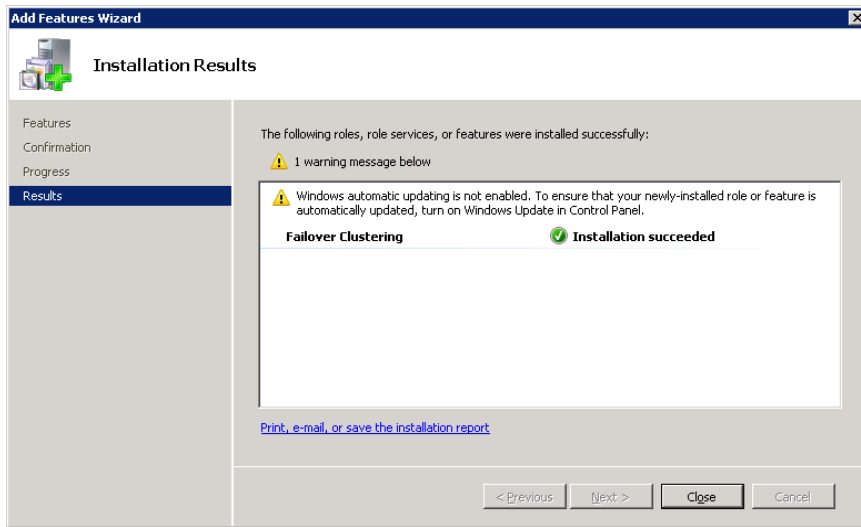 Add Features Wizard
Installation Results
Features
Confirmation
Progress
Results
The following roles, role services, or features were installed successfully:
1 warning message below
Windows automatic updating is not enabled. To ensure that your newly-installed role or feature is
automatically updated, turn on Windows Update in Control Panel.
Failover Clustering Installation succeeded
Print, e-mail, or save the installation report
< Previous Next > Close Cancel